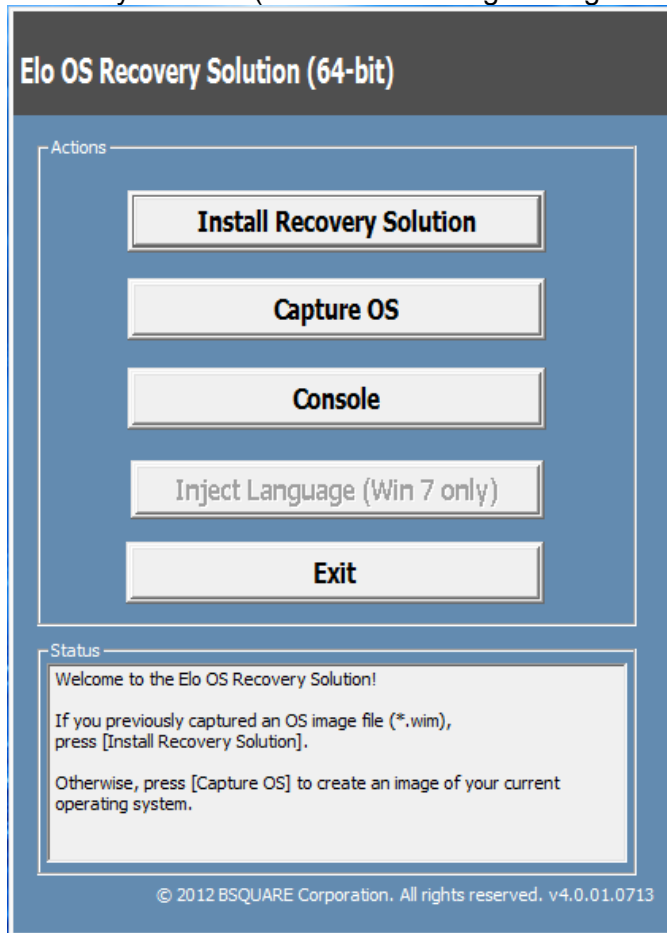 Elo OS Recovery Solution (64-bit)
Actions
Install Recovery Solution
Capture OS
Console
Inject Language (Win 7 only)
Exit
Status
Welcome to the Elo OS Recovery Solution!
If you previously captured an OS image file (*.wim),
press [Install Recovery Solution].
Otherwise, press [Capture OS] to create an image of your current
operating system.
© 2012 BSQUARE Corporation. All rights reserved. v4.0.01.0713